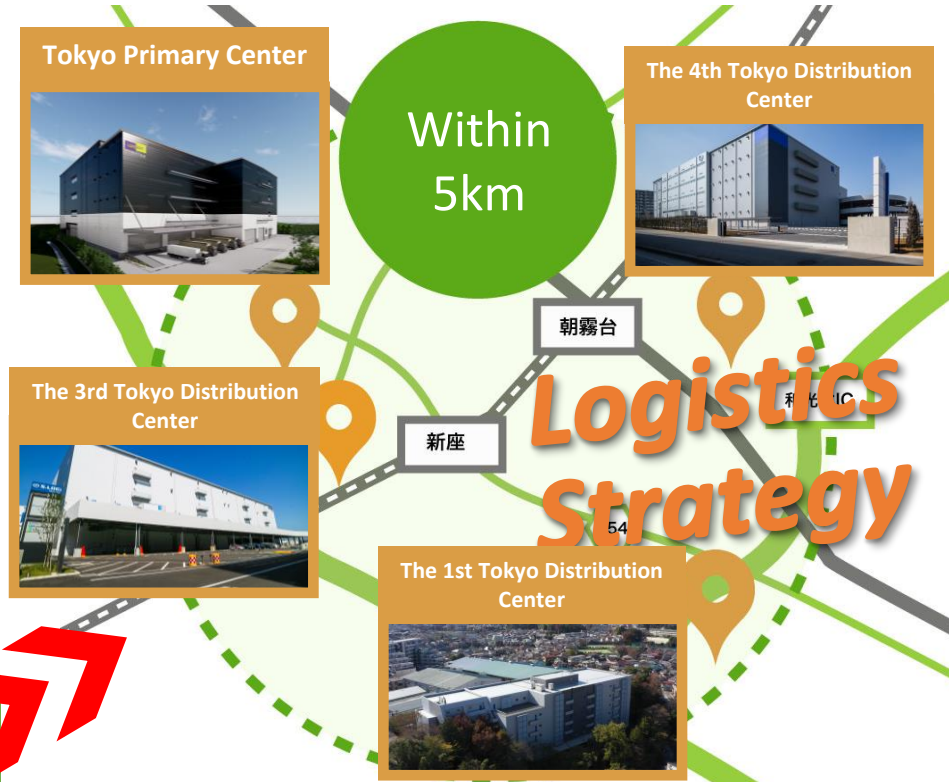 Tokyo Primary Center
Within
5km
The 4th Tokyo Distribution
Center
朝霧台
The 3rd Tokyo Distribution
Center
新座
Logistics
Strategy
54
The 1st Tokyo Distribution
Center